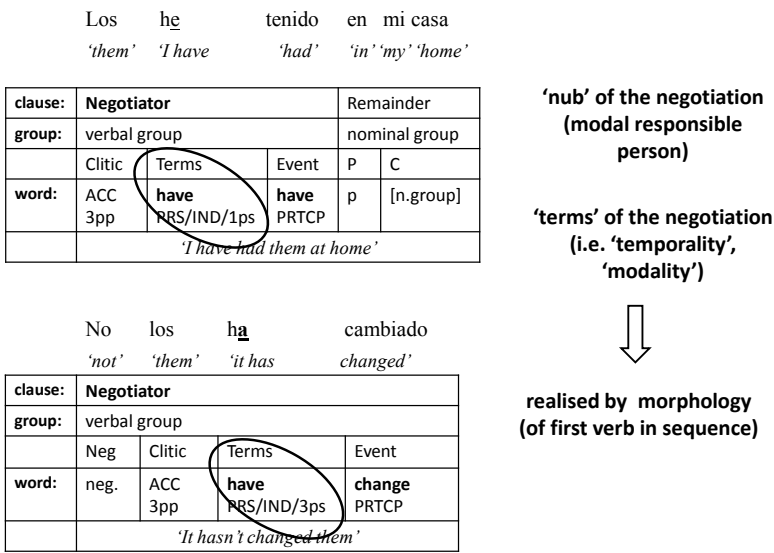 Los he tenido en mi casa
‘them’ ‘I have ‘had’ ‘in’ ‘my’ ‘home’
clause: Negotiator Remainder
group: verbal group nominal group
Clitic Terms Event P C
word: ACC 3pp have PRS/IND/1ps have PRTCP p [n.group]
‘I have had them at home’
‘nub’ of the negotiation
(modal responsible
person)
‘terms’ of the negotiation
(i.e. ‘temporality’,
‘modality’)
realised by morphology
(of first verb in sequence)
No los ha cambiado
‘not’ ‘them’ ‘it has changed’
clause: Negotiator
group: verbal group
Neg Clitic Terms Event
word: neg. ACC 3pp have PRS/IND/3ps change PRTCP
‘It hasn’t changed them’